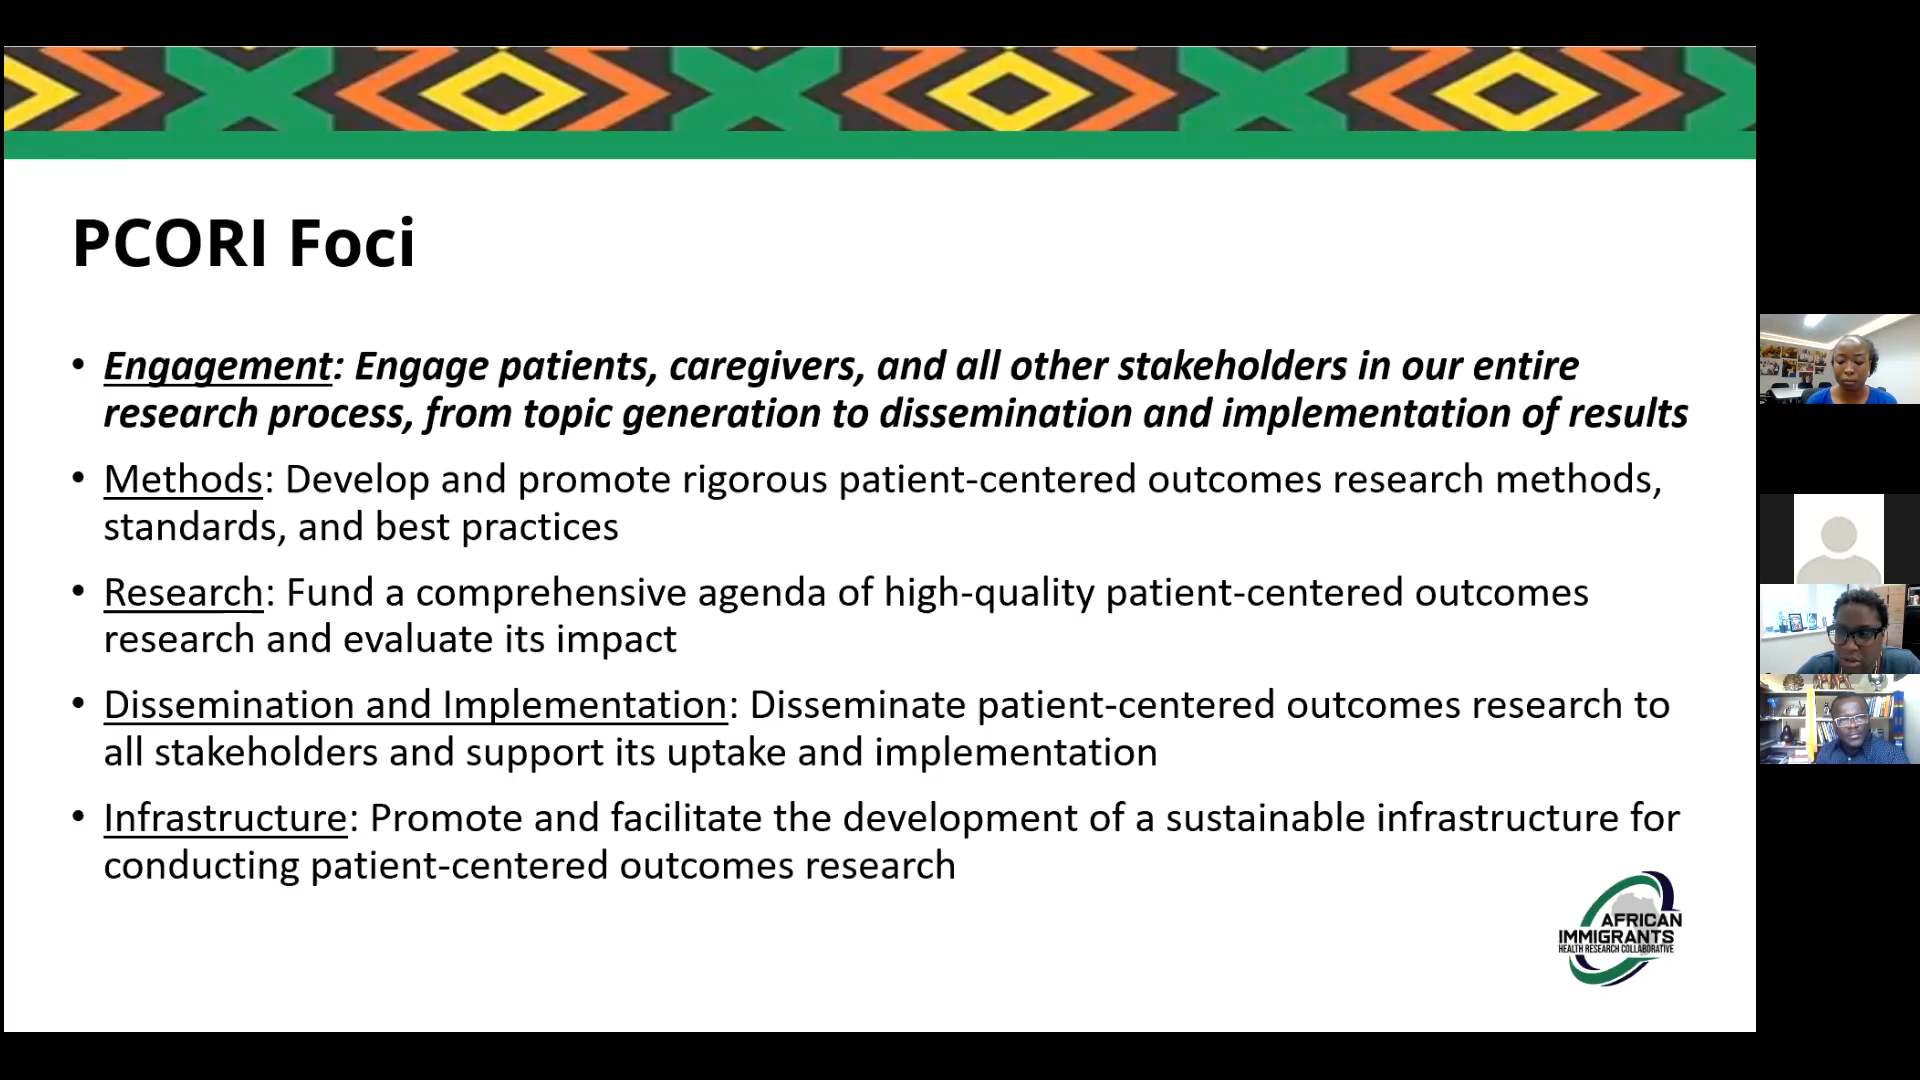 PCORI Foci
• Engagement: Engage patients, caregivers, and all other stakeholders in our entire
research process, from topic generation to dissemination and implementation of results
• Methods: Develop and promote rigorous patient-centered outcomes research methods,
standards, and best practices
• Research: Fund a comprehensive agenda of high-quality patient-centered outcomes
research and evaluate its impact
• Dissemination and Implementation: Disseminate patient-centered outcomes research to
all stakeholders and support its uptake and implementation
• Infrastructure: Promote and facilitate the development of a sustainable infrastructure for
conducting patient-centered outcomes research
AFRICAN
IMMIGRANTS
HEALTH RESEARCH COLLABORATIVE